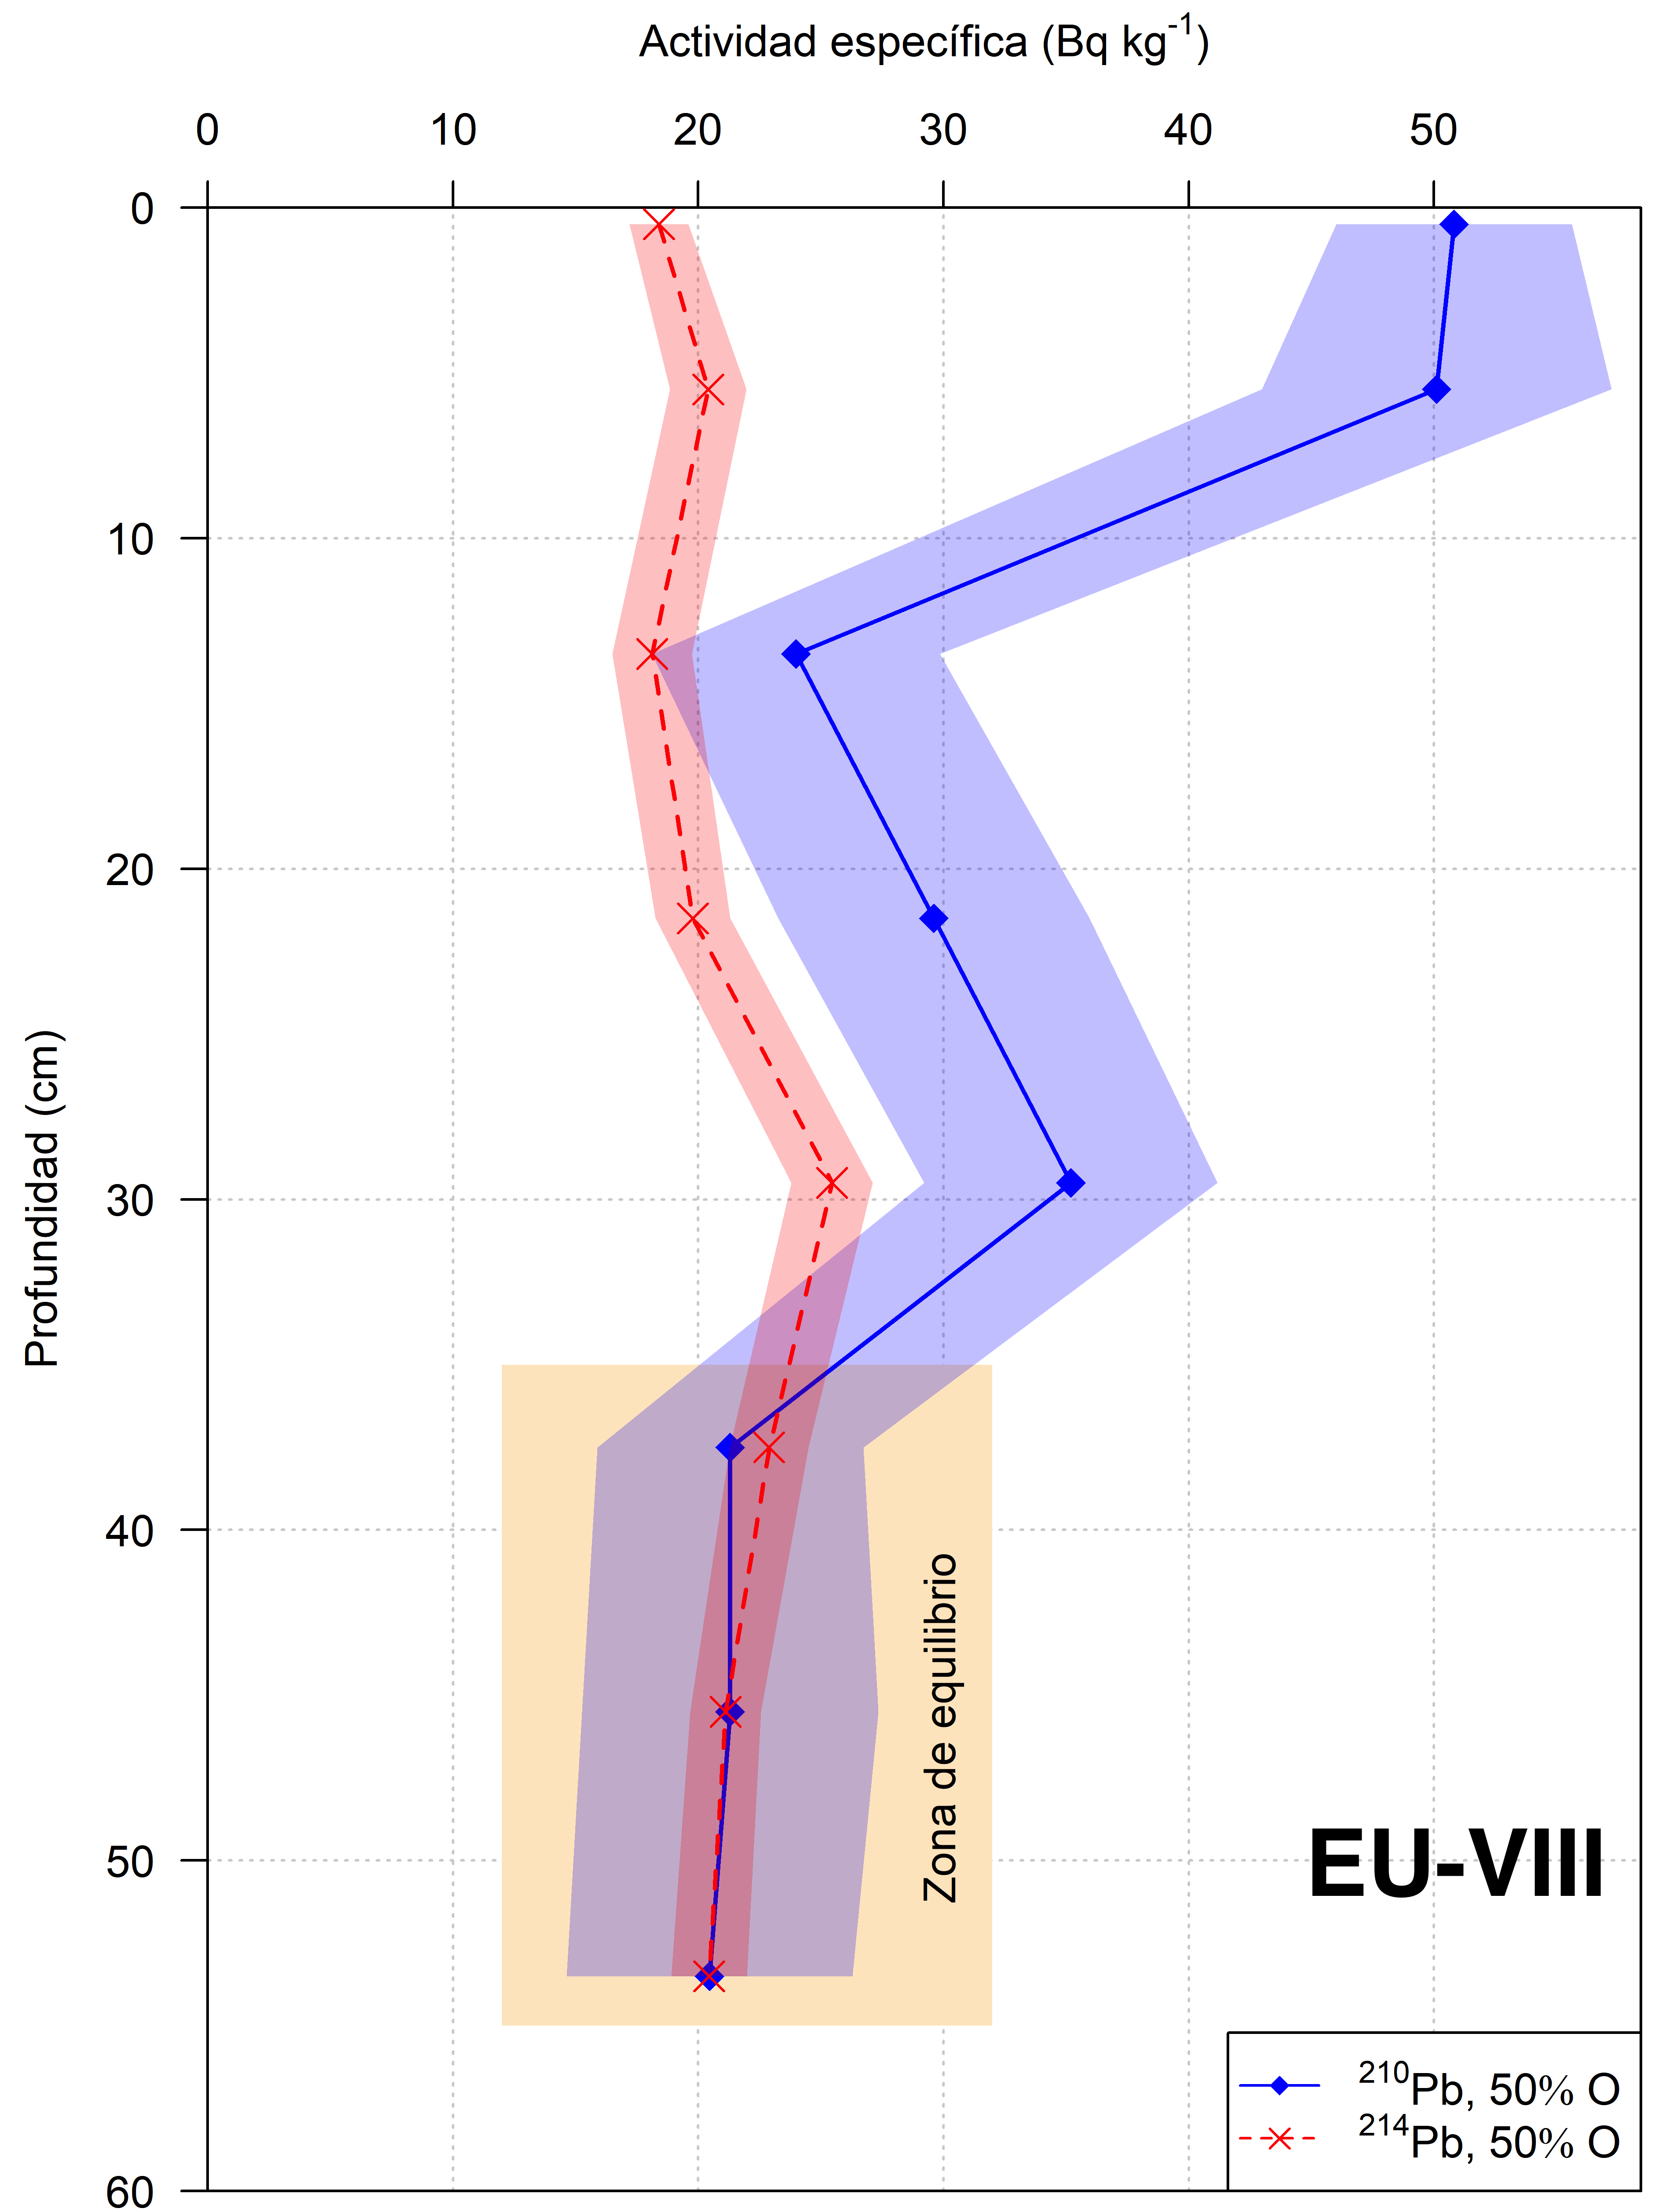 Actividad específica (Bq kg⁻¹)
0 10 20 30 40 50
0
10
20
30
40
50
60
Profundidad (cm)
Zona de equilibrio
EU-VIII
²¹⁰Pb, 50% O
²¹⁴Pb, 50% O